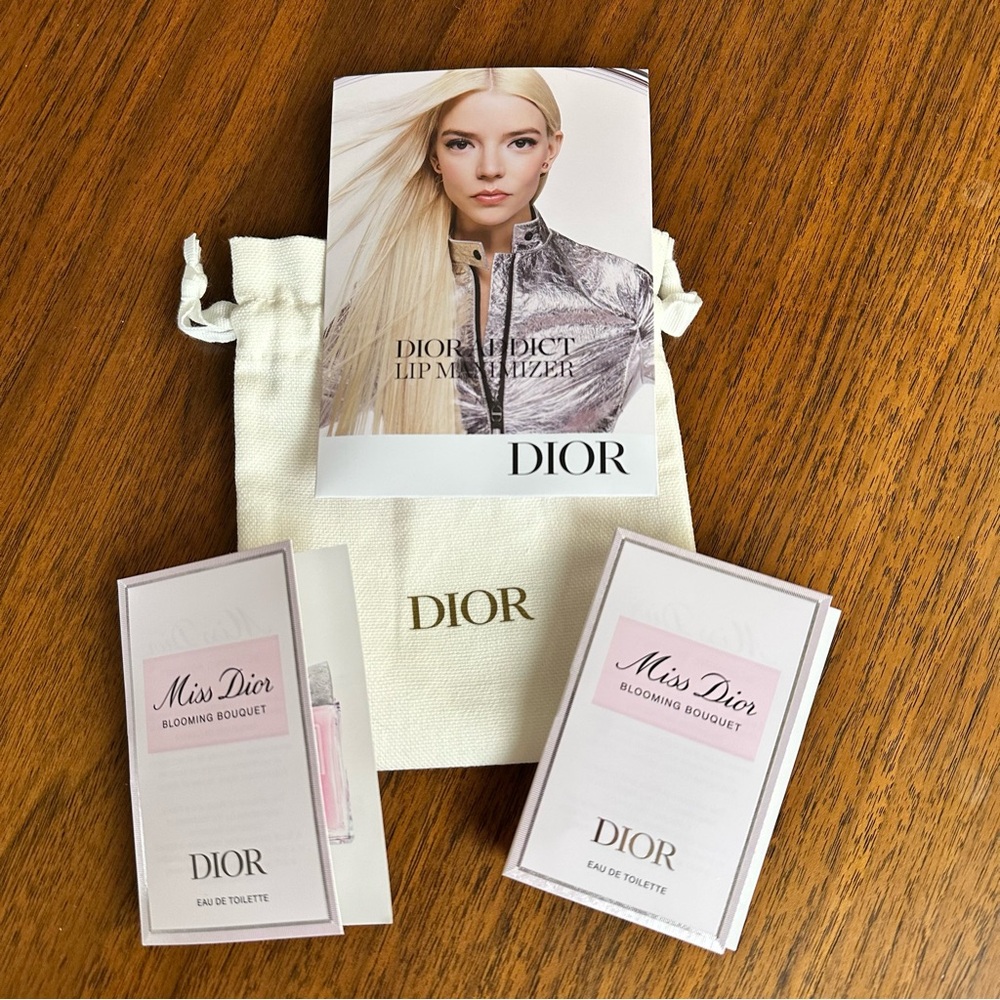 DIOR ADDICT
LIP MAXIMIZER
DIOR
DIOR
Miss Dior
BLOOMING BOUQUET
DIOR
EAU DE TOILETTE
Miss Dior
BLOOMING BOUQUET
DIOR
EAU DE TOILETTE